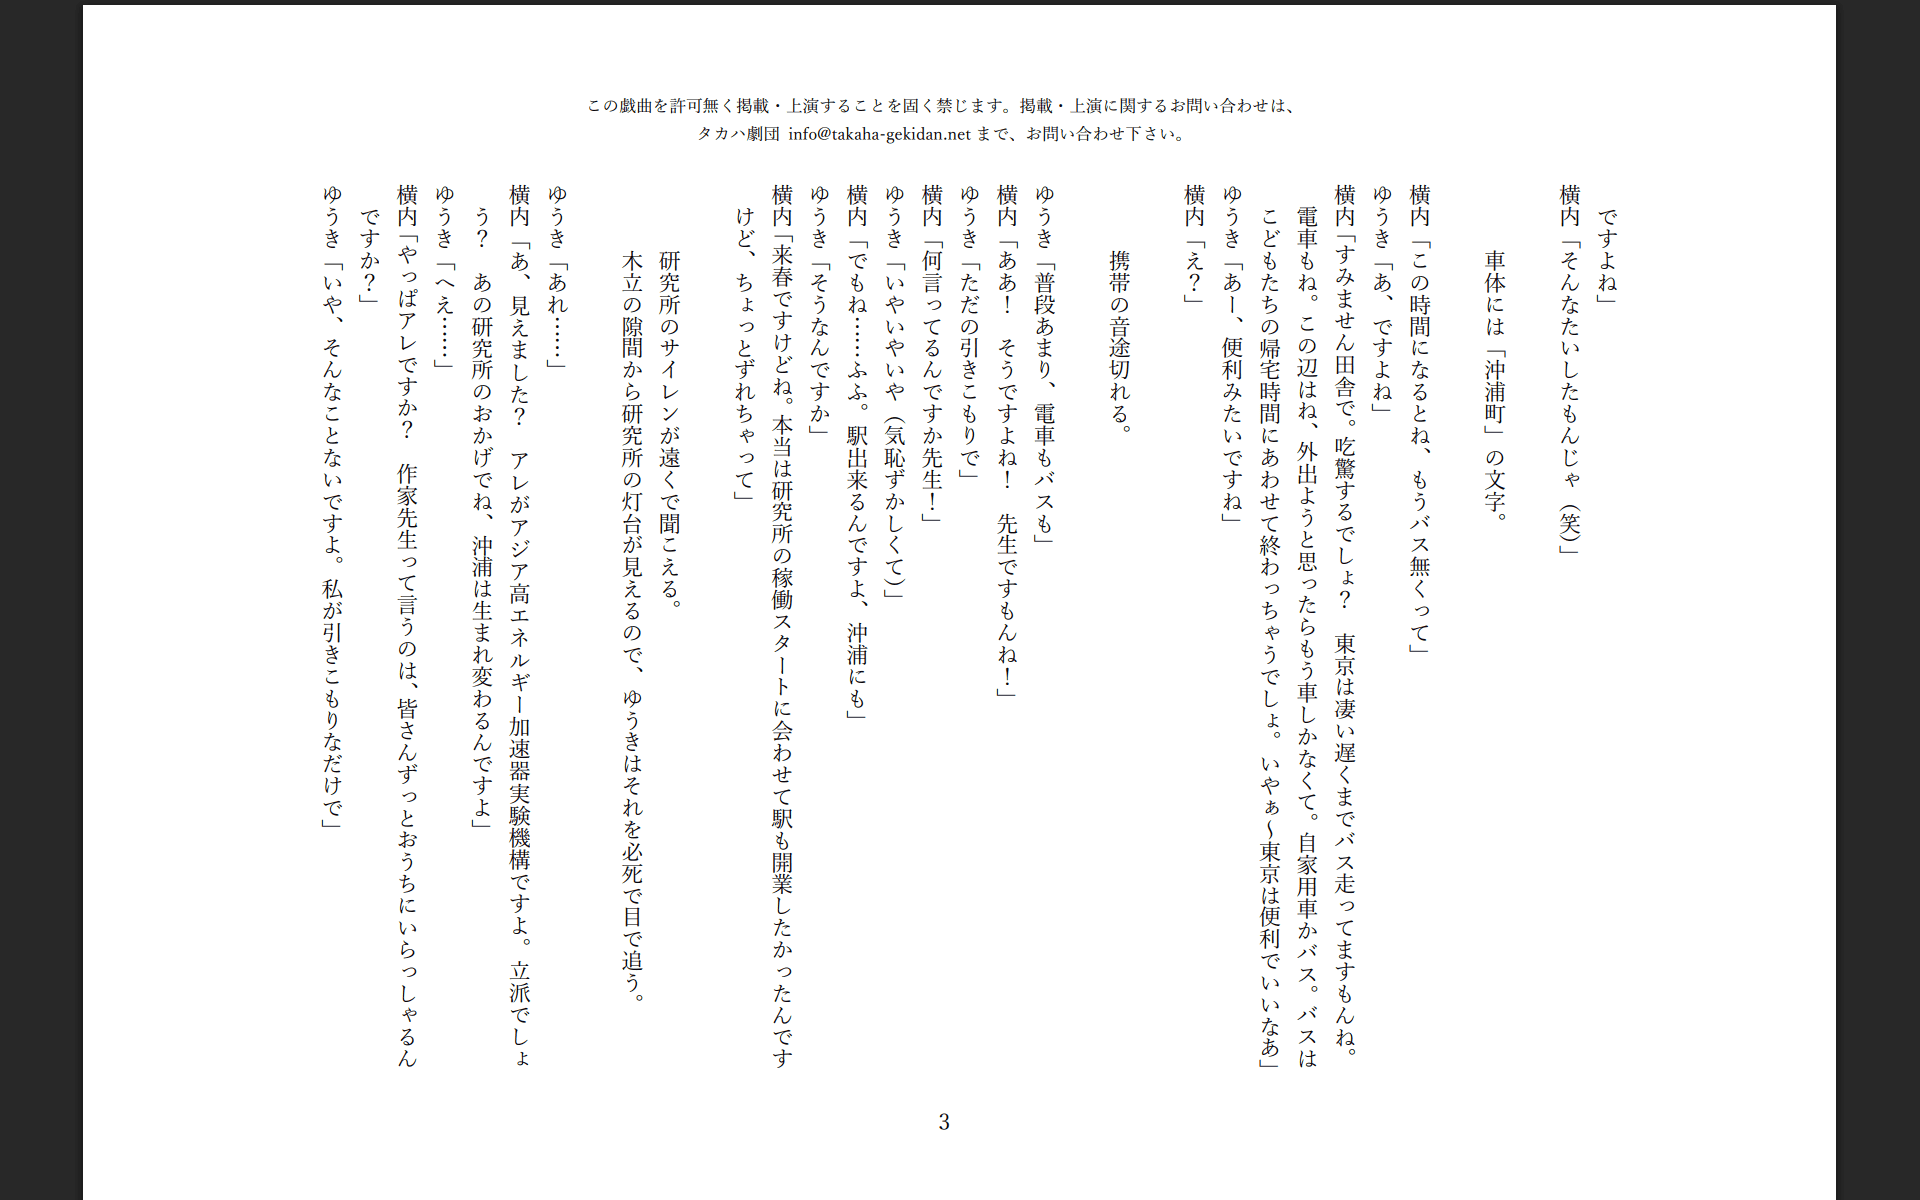 この戯曲を許可無く掲載・上演することを固く禁じます。掲載・上演に関するお問い合わせは、
タカハ劇団 info@takaha-gekidan.net まで、お問い合わせ下さい。
ですよね」
横内「そんなたいしたもんじゃ（笑）」
車体には「沖浦町」の文字。
横内「この時間になるとね、もうバス無くって」
ゆうき「あ、ですよね」
横内「すみません田舎で。吃驚するでしょ？　東京は凄い遅くまでバス走ってますもんね。
電車もね。この辺はね、外出ようと思ったらもう車しかなくて。自家用車かバス。バスは
こどもたちの帰宅時間にあわせて終わっちゃうでしょ。いやぁ～東京は便利でいいなあ」
ゆうき「あー、便利みたいですね」
横内「え？」
携帯の音途切れる。
ゆうき「普段あまり、電車もバスも」
横内「ああ！　そうですよね！　先生ですもんね！」
ゆうき「ただの引きこもりで」
横内「何言ってるんですか先生！」
ゆうき「いやいやいや（気恥ずかしくて）」
横内「でもね……ふふ。駅出来るんですよ、沖浦にも」
ゆうき「そうなんですか」
横内「来春ですけどね。本当は研究所の稼働スタートに会わせて駅も開業したかったんです
けど、ちょっとずれちゃって」
研究所のサイレンが遠くで聞こえる。
木立の隙間から研究所の灯台が見えるので、ゆうきはそれを必死で目で追う。
ゆうき「あれ……」
横内「あ、見えました？　アレがアジア高エネルギー加速器実験機構ですよ。立派でしょ
う？　あの研究所のおかげでね、沖浦は生まれ変わるんですよ」
ゆうき「へえ……」
横内「やっぱアレですか？　作家先生って言うのは、皆さんずっとおうちにいらっしゃるん
ですか？」
ゆうき「いや、そんなことないですよ。私が引きこもりなだけで」
3